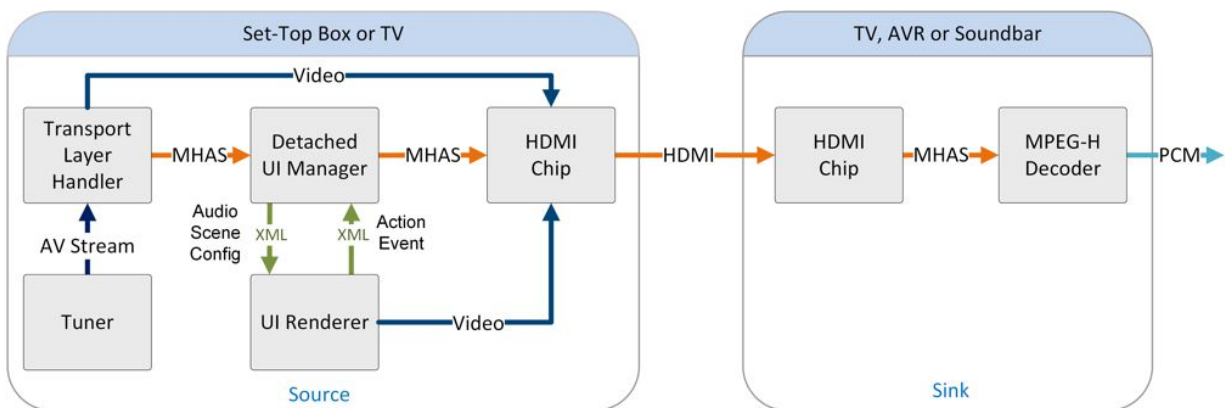 Set-Top Box or TV
TV, AVR or Soundbar
Video
Transport
Layer
Handler
MHAS
Detached
UI Manager
MHAS
HDMI
Chip
HDMI
HDMI
Chip
MHAS
MPEG-H
Decoder
PCM
AV Stream
Audio
Scene
Config
XML
XML
Action
Event
Tuner
UI Renderer
Video
Source
Sink